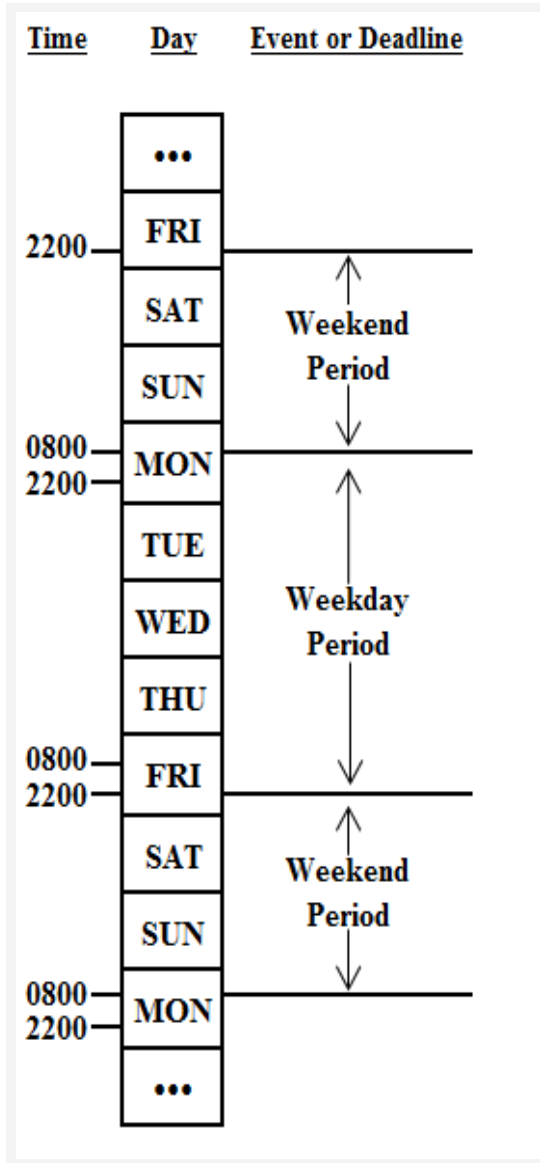 Time Day Event or Deadline
•••
2200 FRI
SAT
Weekend
Period
SUN
0800
MON
2200
TUE
WED
Weekday
Period
THU
0800
FRI
2200
SAT
Weekend
Period
SUN
0800
MON
2200
•••